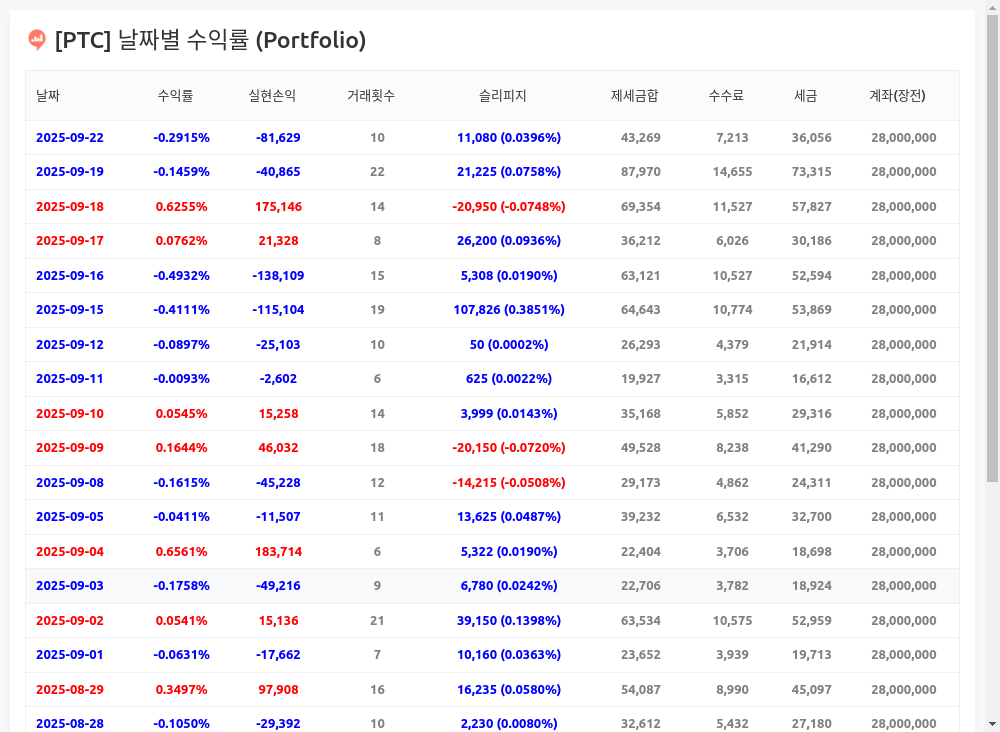 [PTC] 날짜별 수익률 (Portfolio)
날짜 수익률 실현손익 거래횟수 슬리피지 제세금합 수수료 세금 계좌(장전)
2025-09-22 -0.2915% -81,629 10 11,080 (0.0396%) 43,269 7,213 36,056 28,000,000
2025-09-19 -0.1459% -40,865 22 21,225 (0.0758%) 87,970 14,655 73,315 28,000,000
2025-09-18 0.6255% 175,146 14 -20,950 (-0.0748%) 69,354 11,527 57,827 28,000,000
2025-09-17 0.0762% 21,328 8 26,200 (0.0936%) 36,212 6,026 30,186 28,000,000
2025-09-16 -0.4932% -138,109 15 5,308 (0.0190%) 63,121 10,527 52,594 28,000,000
2025-09-15 -0.4111% -115,104 19 107,826 (0.3851%) 64,643 10,774 53,869 28,000,000
2025-09-12 -0.0897% -25,103 10 50 (0.0002%) 26,293 4,379 21,914 28,000,000
2025-09-11 -0.0093% -2,602 6 625 (0.0022%) 19,927 3,315 16,612 28,000,000
2025-09-10 0.0545% 15,258 14 3,999 (0.0143%) 35,168 5,852 29,316 28,000,000
2025-09-09 0.1644% 46,032 18 -20,150 (-0.0720%) 49,528 8,238 41,290 28,000,000
2025-09-08 -0.1615% -45,228 12 -14,215 (-0.0508%) 29,173 4,862 24,311 28,000,000
2025-09-05 -0.0411% -11,507 11 13,625 (0.0487%) 39,232 6,532 32,700 28,000,000
2025-09-04 0.6561% 183,714 6 5,322 (0.0190%) 22,404 3,706 18,698 28,000,000
2025-09-03 -0.1758% -49,216 9 6,780 (0.0242%) 22,706 3,782 18,924 28,000,000
2025-09-02 0.0541% 15,136 21 39,150 (0.1398%) 63,534 10,575 52,959 28,000,000
2025-09-01 -0.0631% -17,662 7 10,160 (0.0363%) 23,652 3,939 19,713 28,000,000
2025-08-29 0.3497% 97,908 16 16,235 (0.0580%) 54,087 8,990 45,097 28,000,000
2025-08-28 -0.1050% -29,392 10 2,230 (0.0080%) 32,612 5,432 27,180 28,000,000